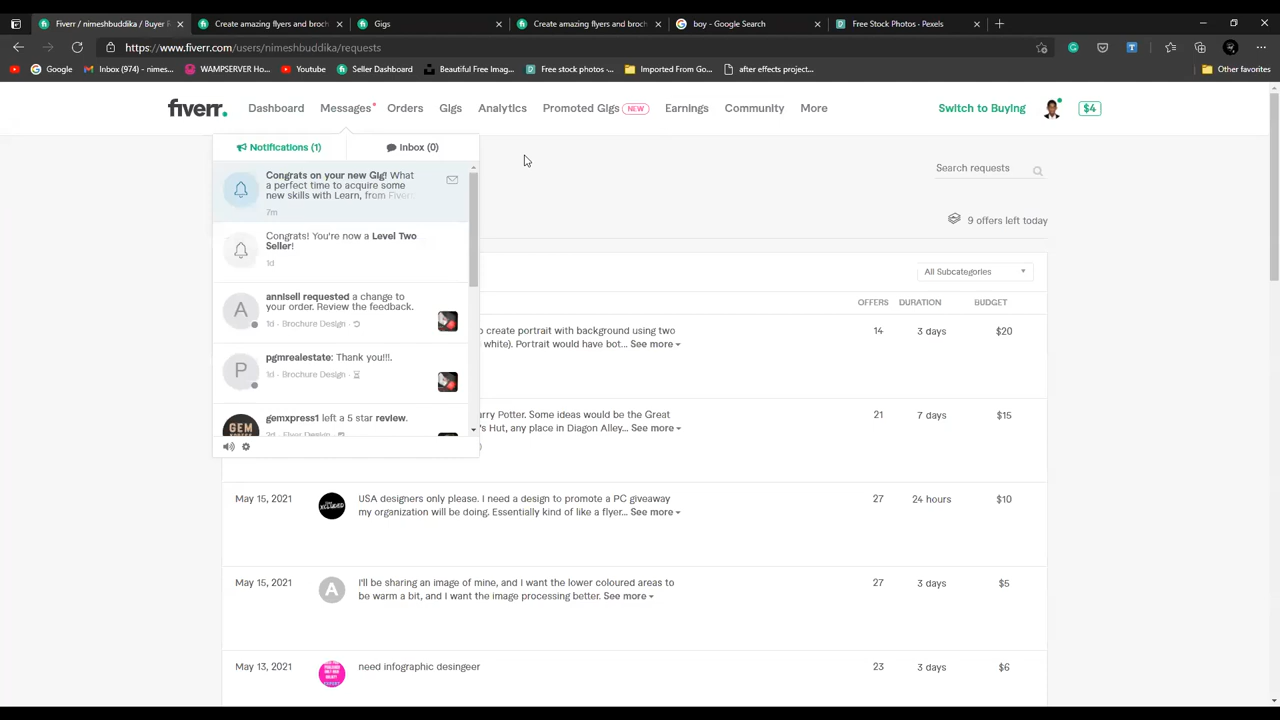 Fiverr / nimeshbuddika / Buyer R
Create amazing flyers and broch
Gigs
Create amazing flyers and broch
boy - Google Search
Free Stock Photos - Pexels
https://www.fiverr.com/users/nimeshbuddika/requests
Google
Inbox (974) - nimes...
WAMPSERVER Ho...
Youtube
Seller Dashboard
Beautiful Free Imag...
Free stock photos -...
Imported From Go...
after effects projec...
Other favorites
fiverr.
Dashboard
Messages
Orders
Gigs
Analytics
Promoted Gigs NEW
Earnings
Community
More
Switch to Buying
$4
Notifications (1)
Inbox (0)
Search requests
9 offers left today
Congrats on your new Gig! What
a perfect time to acquire some
new skills with Learn, from Fiverr
7m
Congrats! You're now a Level Two
Seller!
1d
A
annisell requested a change to
your order. Review the feedback.
1d · Brochure Design ·
P
pgmrealestate: Thank you!!!.
1d · Brochure Design ·
GEM
gemxpress1 left a 5 star review.
2d · Flyer Design ·
All Subcategories
OFFERS DURATION BUDGET
o create portrait with background using two
white). Portrait would have bot... See more
14 3 days $20
arry Potter. Some ideas would be the Great
's Hut, any place in Diagon Alley... See more
21 7 days $15
May 15, 2021
USA designers only please. I need a design to promote a PC giveaway
my organization will be doing. Essentially kind of like a flyer... See more
27 24 hours $10
May 15, 2021
A
I'll be sharing an image of mine, and I want the lower coloured areas to
be warm a bit, and I want the image processing better. See more
27 3 days $5
May 13, 2021
need infographic desingeer
23 3 days $6